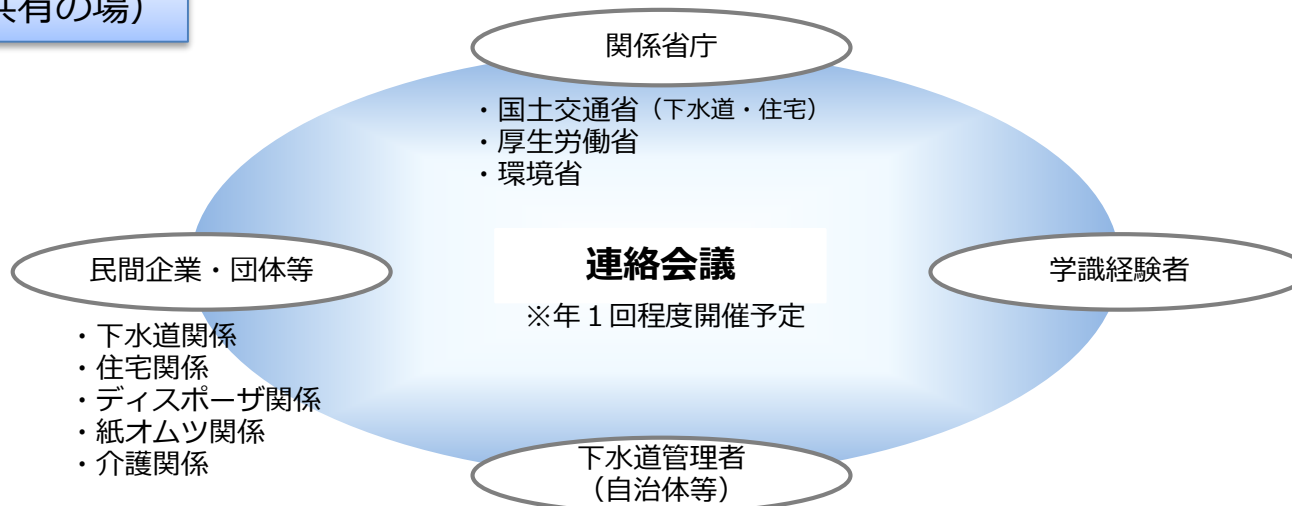 共有の場）
関係省庁
・国土交通省（下水道・住宅）
・厚生労働省
・環境省
連絡会議
※年１回程度開催予定
民間企業・団体等
・下水道関係
・住宅関係
・ディスポーザ関係
・紙オムツ関係
・介護関係
学識経験者
下水道管理者
（自治体等）